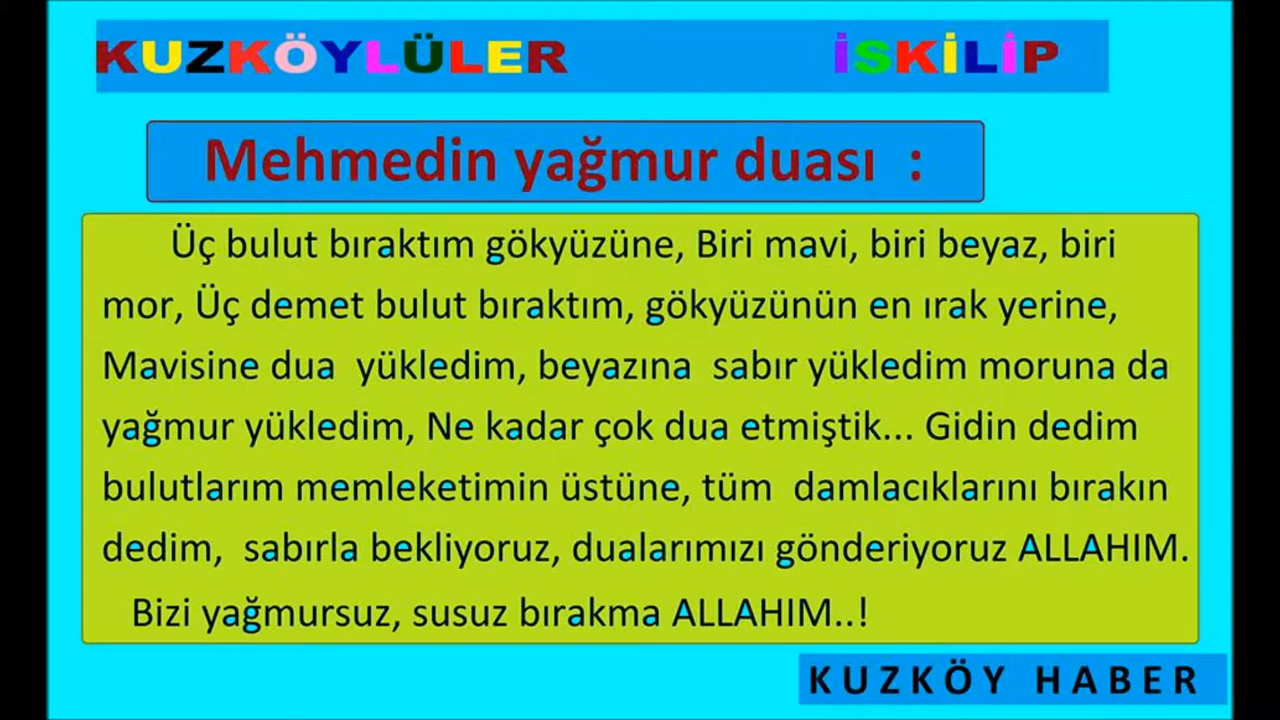 KUZKÖYLÜLER İSKİLİP
Mehmedin yağmur duası :
Üç bulut bıraktım gökyüzüne, Biri mavi, biri beyaz, biri
mor, Üç demet bulut bıraktım, gökyüzünün en ırak yerine,
Mavisine dua yükledim, beyazına sabır yükledim moruna da
yağmur yükledim, Ne kadar çok dua etmiştik... Gidin dedim
bulutlarım memleketimin üstüne, tüm damlacıklarını bırakın
dedim, sabırla bekliyoruz, dualarımızı gönderiyoruz ALLAHIM.
Bizi yağmursuz, susuz bırakma ALLAHIM..!
KUZKÖY HABER